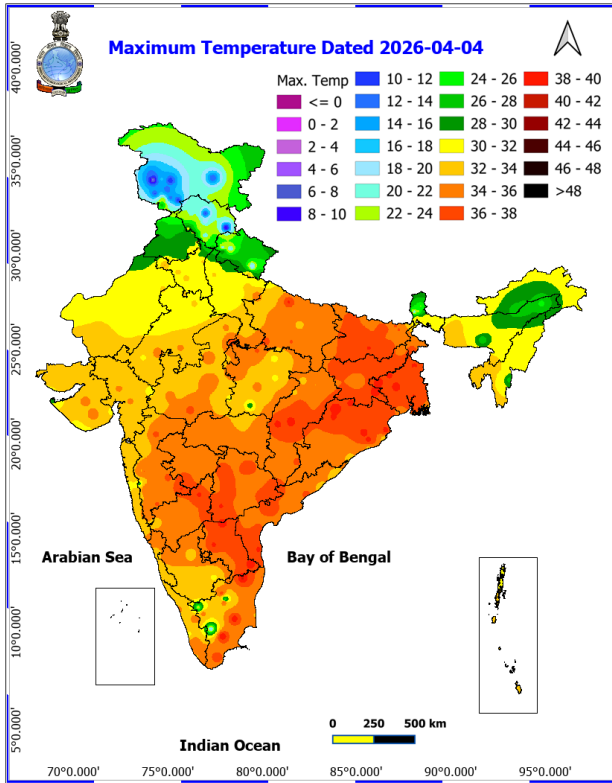 Maximum Temperature Dated 2026-04-04
Max. Temp
<= 0
0 - 2
2 - 4
4 - 6
6 - 8
8 - 10
10 - 12
12 - 14
14 - 16
16 - 18
18 - 20
20 - 22
22 - 24
24 - 26
26 - 28
28 - 30
30 - 32
32 - 34
34 - 36
36 - 38
38 - 40
40 - 42
42 - 44
44 - 46
46 - 48
>48
40°0.000'
35°0.000'
30°0.000'
25°0.000'
20°0.000'
15°0.000'
10°0.000'
5°0.000'
Arabian Sea
Bay of Bengal
Indian Ocean
0 250 500 km
70°0.000' 75°0.000' 80°0.000' 85°0.000' 90°0.000' 95°0.000'